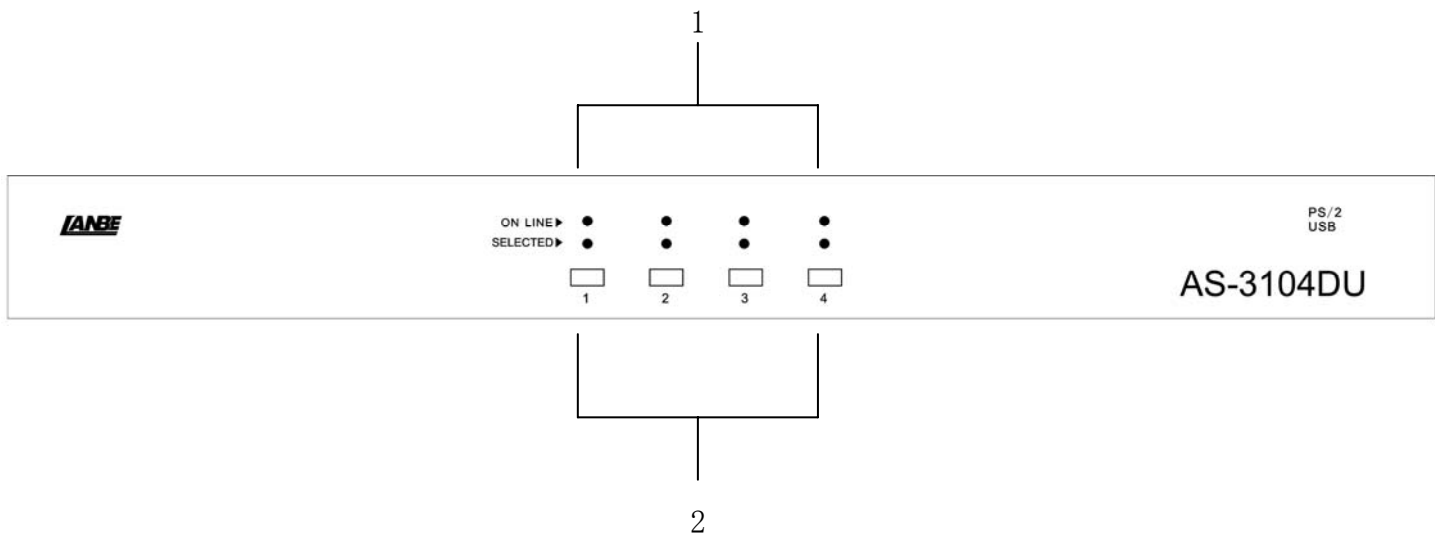 1
LANBE
ON LINE▶
SELECTED▶
1 2 3 4
PS/2
USB
AS-3104DU
2